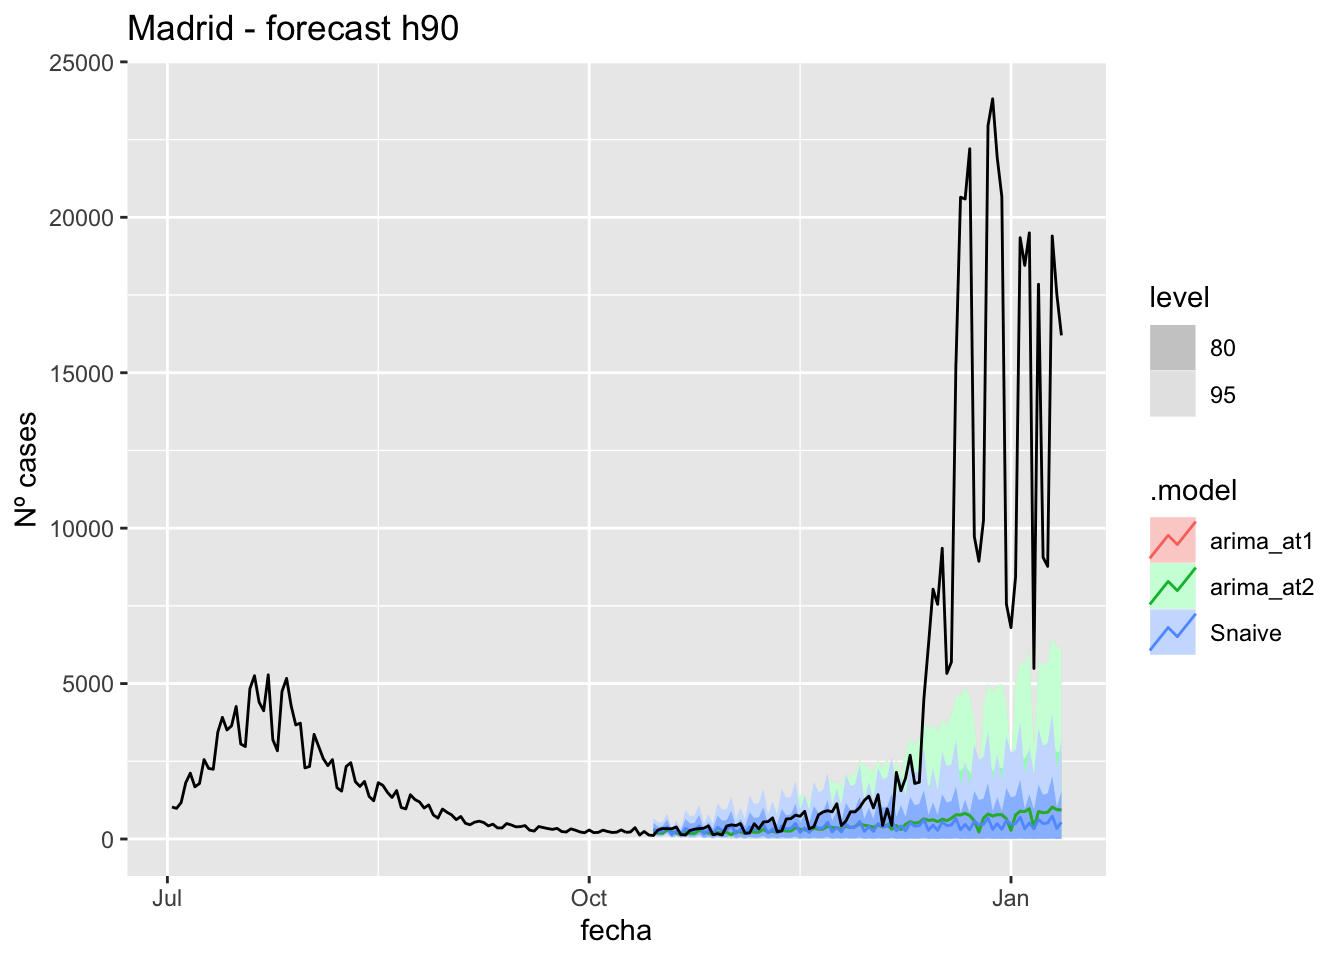 Madrid - forecast h90
25000
20000
15000
10000
5000
0
Nº cases
Jul
Oct
Jan
fecha
level
80
95
.model
arima_at1
arima_at2
Snaive